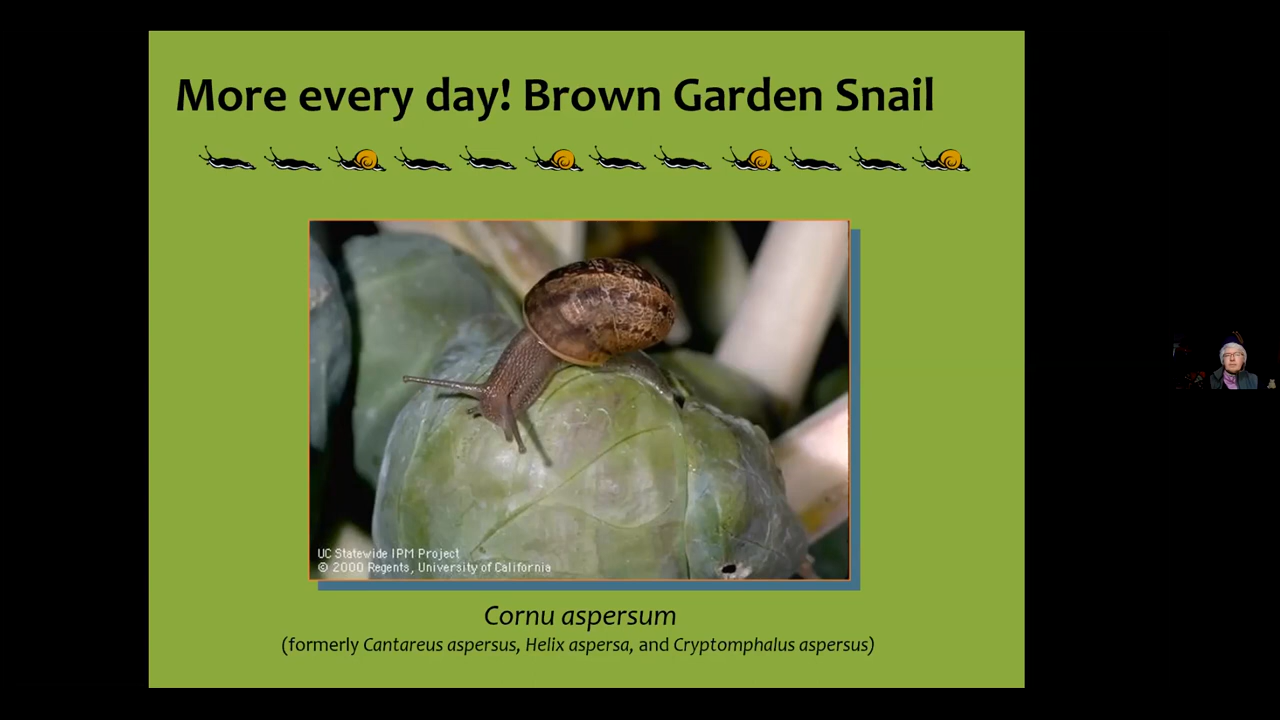 More every day! Brown Garden Snail
UC Statewide IPM Project
© 2000 Regents, University of California
Cornu aspersum
(formerly Cantareus aspersus, Helix aspersa, and Cryptomphalus aspersus)